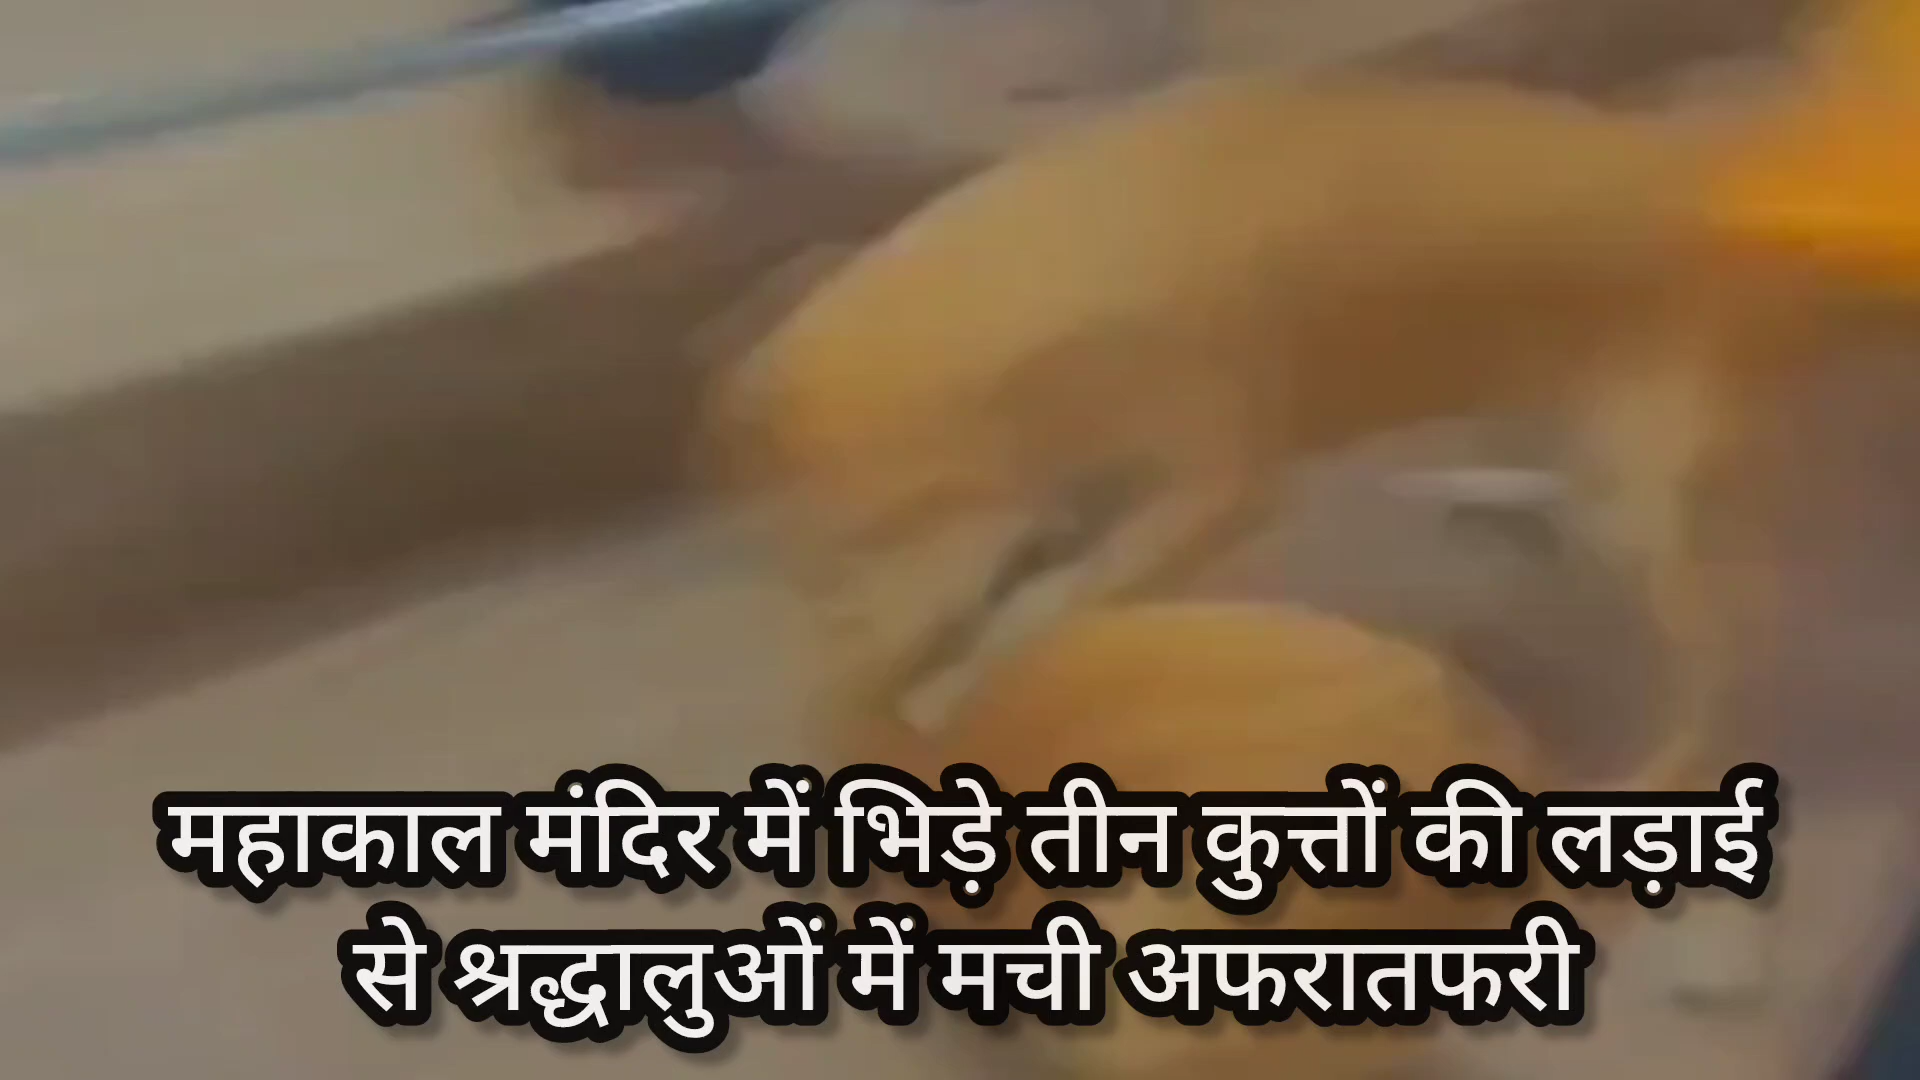 महाकाल मंदिर में भिड़े तीन कुत्तों की लड़ाई
से श्रद्धालुओं में मची अफरातफरी